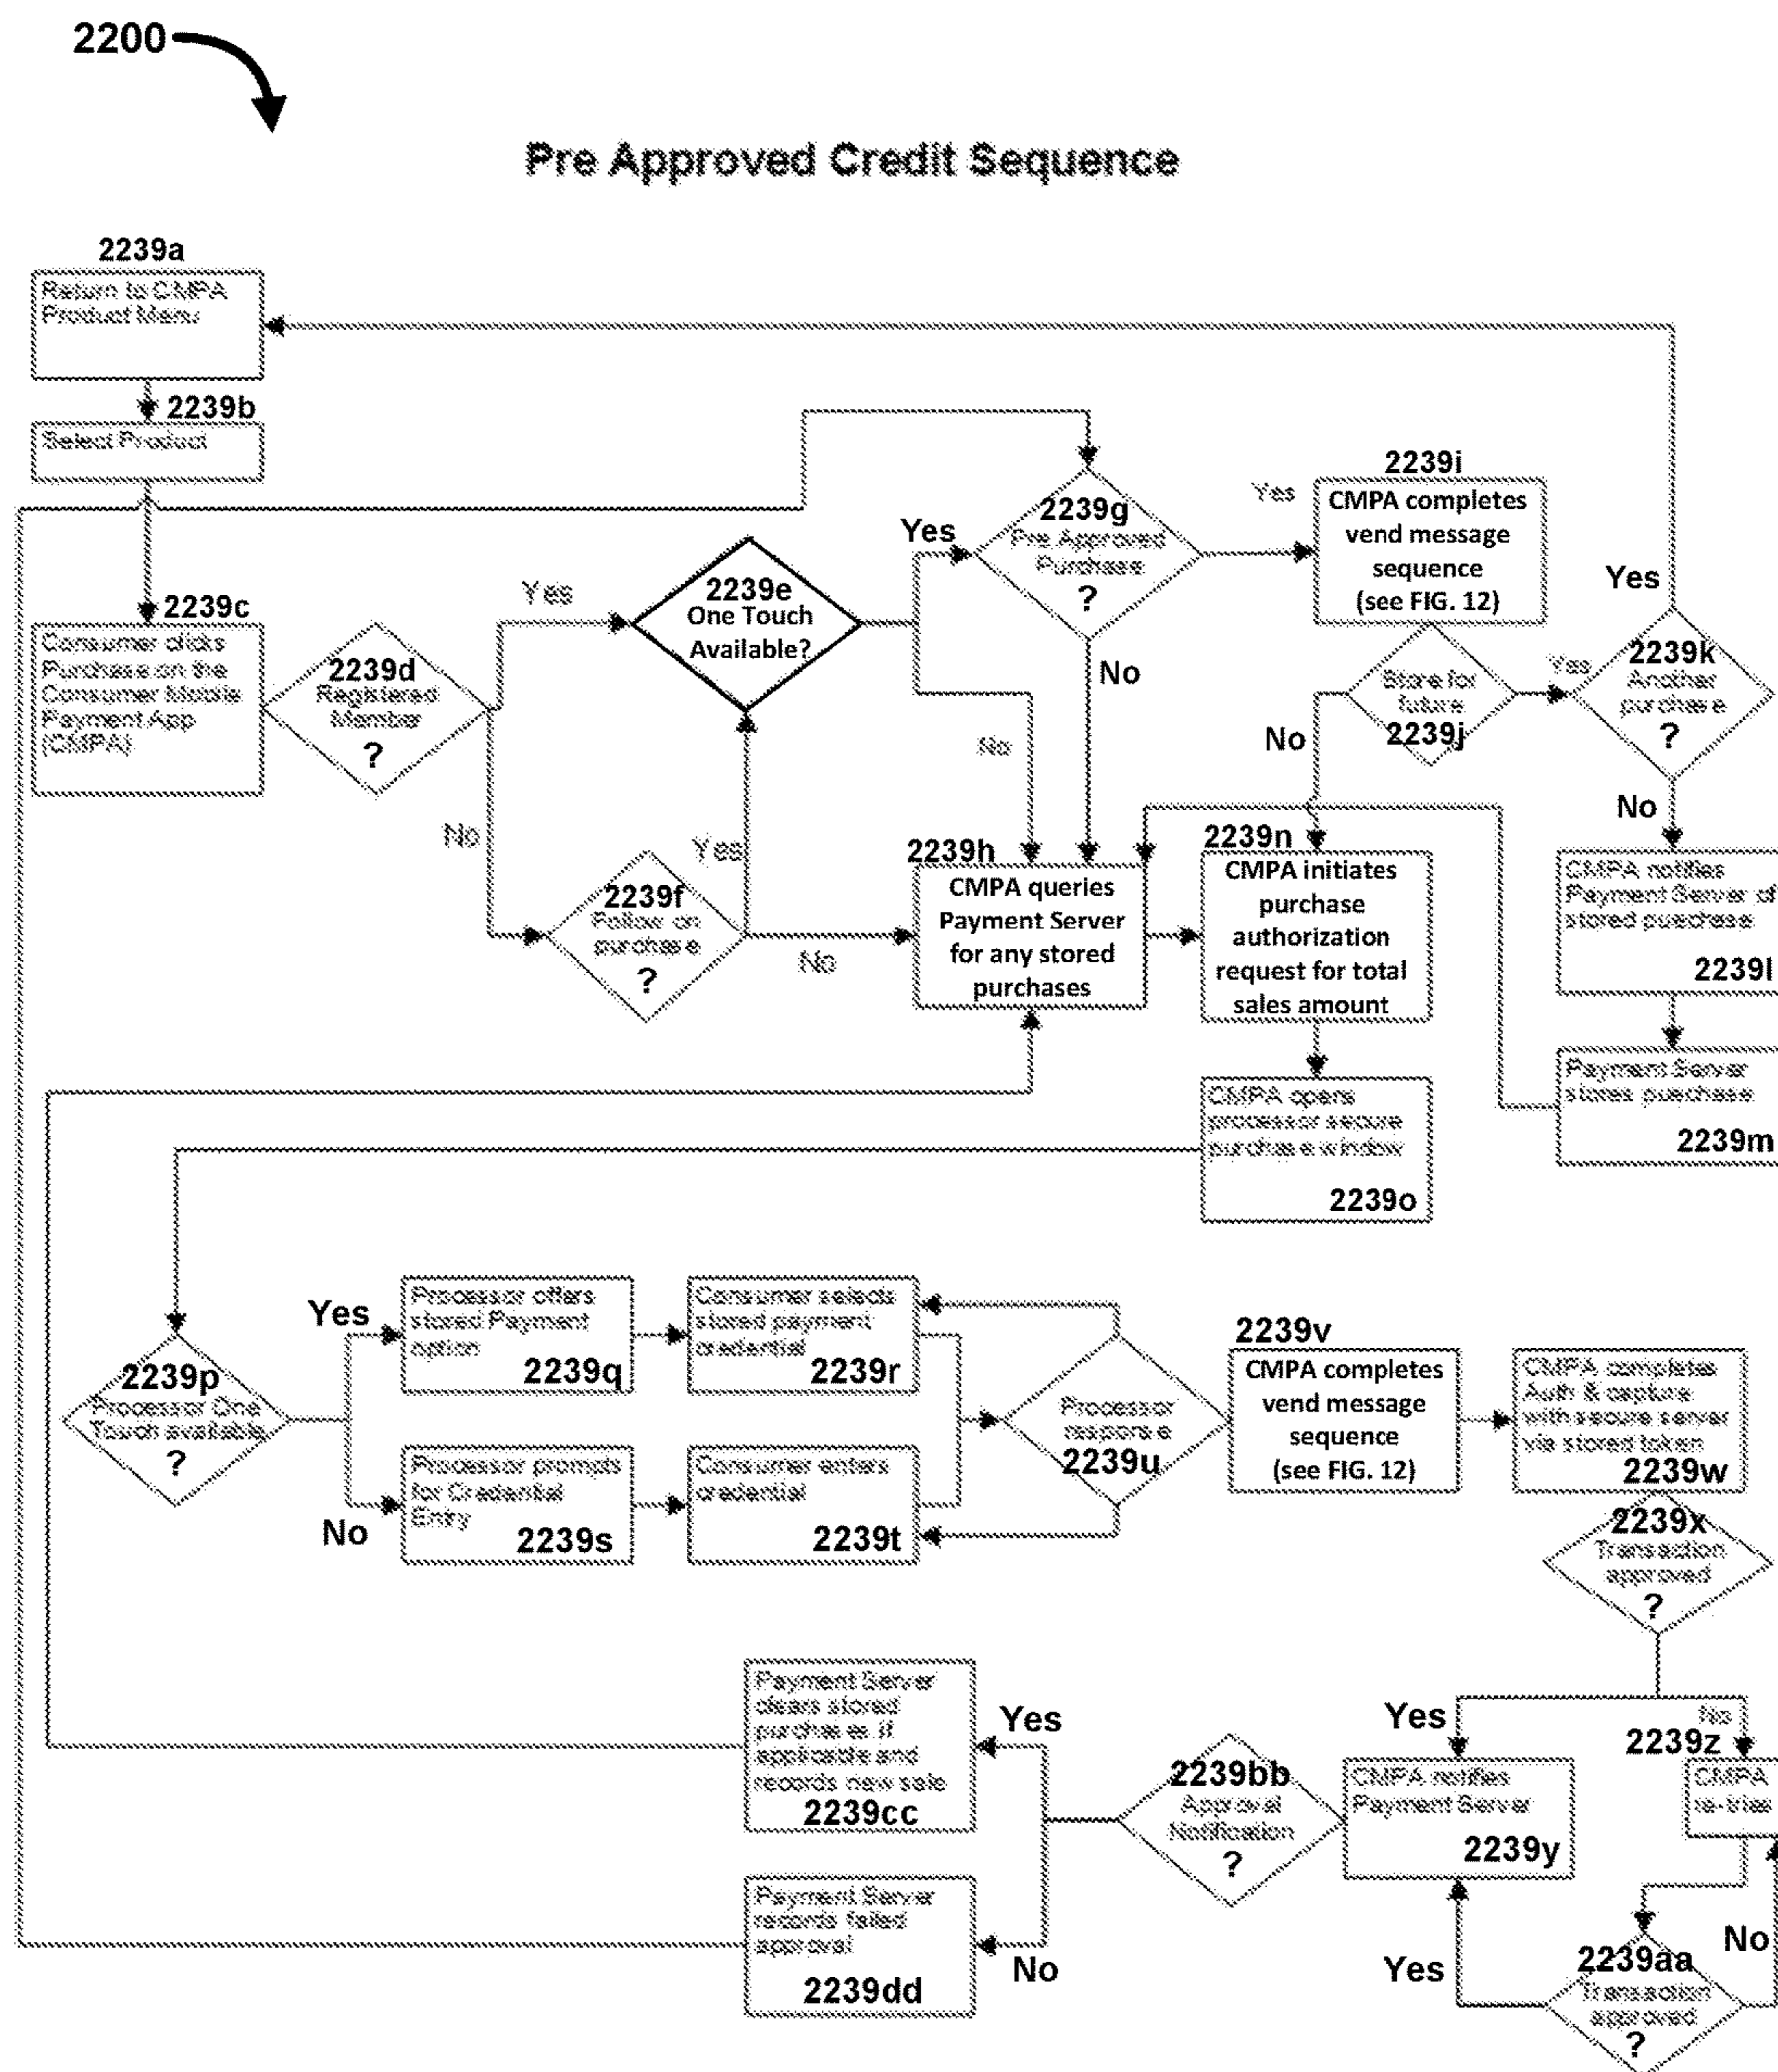 2200
Pre Approved Credit Sequence
2239a
Return to CMPA
Product Menu
2239b
Select Product
2239c
Consumer clicks
Purchase on the
Consumer Mobile
Payment App
(CMPA)
2239d
Registered
Member
?
Yes
No
2239e
One Touch
Available?
2239f
Follow on
purchase
?
Yes
No
Yes
No
2239g
Pre Approved
Purchase
?
Yes
No
2239h
CMPA queries
Payment Server
for any stored
purchases
2239i
CMPA completes
vend message
sequence
(see FIG. 12)
Store for
future
2239j
Yes
No
2239k
Another
purchase
?
Yes
No
CMPA notifies
Payment Server of
stored puechase
2239l
Payment Server
stores puechase
2239m
2239n
CMPA initiates
purchase
authorization
request for total
sales amount
CMPA opens
processor secure
purchase window
2239o
2239p
Processor One
Touch available
?
Yes
No
Processor offers
stored Payment
option
2239q
Consumer selects
stored payment
credential
2239r
Processor prompts
for Credential
Entry
2239s
Consumer enters
credential
2239t
Processor
response
2239u
2239v
CMPA completes
vend message
sequence
(see FIG. 12)
CMPA completes
Auth & capture
with secure server
via stored token
2239w
2239x
Transaction
approved
?
Yes
No
CMPA notifies
Payment Server
2239y
2239z
CMPA
re-tries
2239aa
Transaction
approved
?
Yes
No
2239bb
Approval
Notification
?
Yes
No
Payment Server
clears stored
purchases if
applicable and
records new sale
2239cc
Payment Server
records failed
approval
2239dd